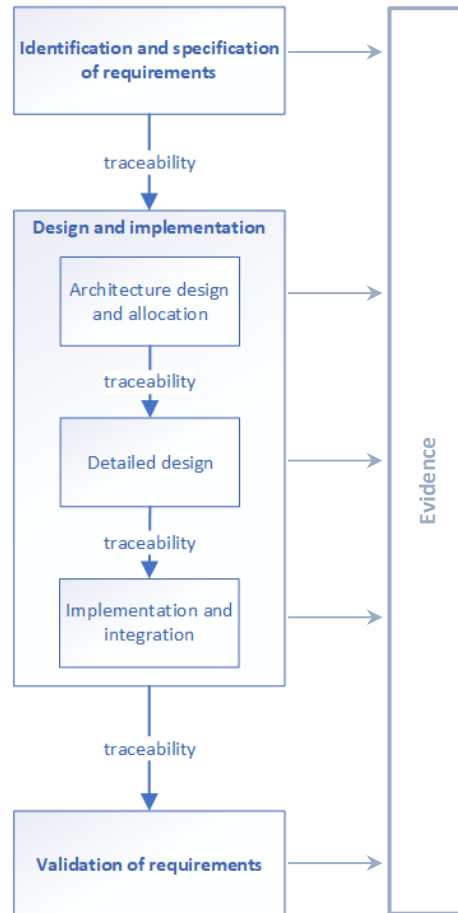 Identification and specification
of requirements
traceability
Design and implementation
Architecture design
and allocation
traceability
Detailed design
traceability
Implementation and
integration
traceability
Validation of requirements
Evidence